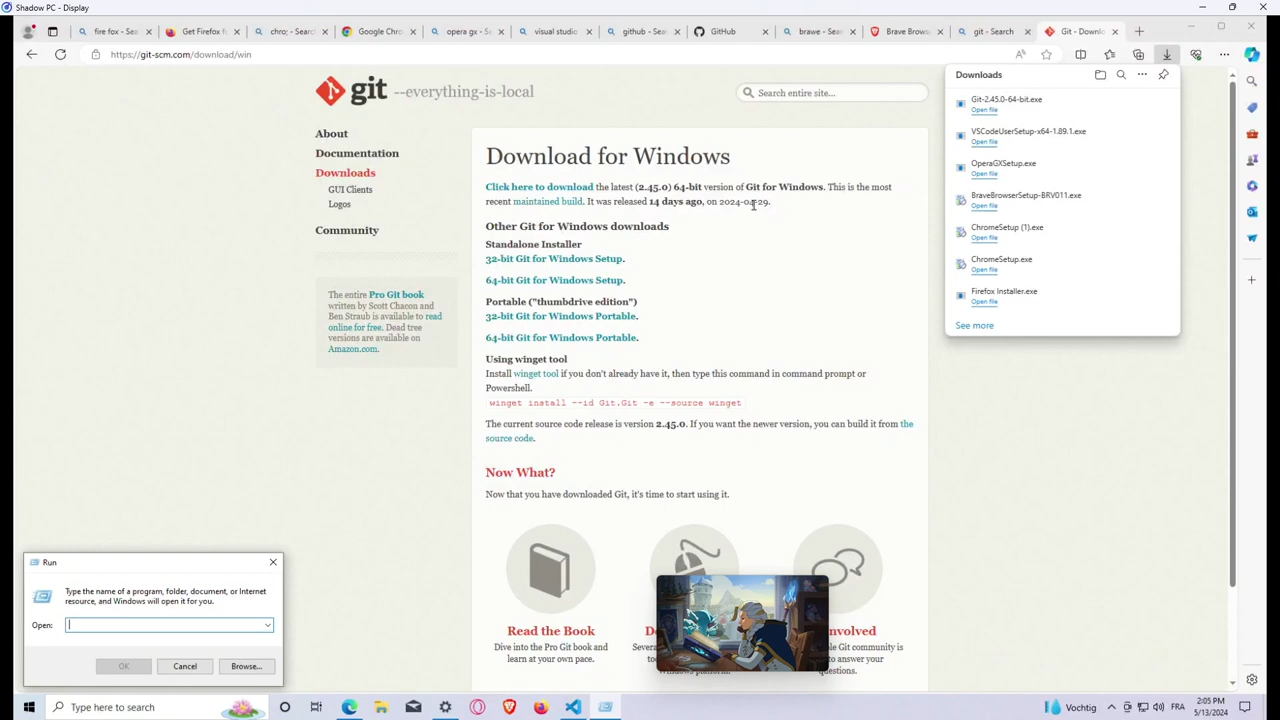 Shadow PC - Display
fire fox - Sea
Get Firefox fo
chro; - Searc
Google Chro
opera gx - Se
visual studio
github - Sear
GitHub
brawe - Searc
Brave Brows
git - Search
Git - Downlo
https://git-scm.com/download/win
git --everything-is-local
Search entire site...
About
Documentation
Downloads
GUI Clients
Logos
Community
The entire Pro Git book
written by Scott Chacon and
Ben Straub is available to read
online for free. Dead tree
versions are available on
Amazon.com.
Download for Windows
Click here to download the latest (2.45.0) 64-bit version of Git for Windows. This is the most
recent maintained build. It was released 14 days ago, on 2024-04-29.
Other Git for Windows downloads
Standalone Installer
32-bit Git for Windows Setup.
64-bit Git for Windows Setup.
Portable ("thumbdrive edition")
32-bit Git for Windows Portable.
64-bit Git for Windows Portable.
Using winget tool
Install winget tool if you don't already have it, then type this command in command prompt or
Powershell.
winget install --id Git.Git -e --source winget
The current source code release is version 2.45.0. If you want the newer version, you can build it from the
source code.
Now What?
Now that you have downloaded Git, it's time to start using it.
Read the Book
Dive into the Pro Git book and
learn at your own pace.
questions.
Downloads
Git-2.45.0-64-bit.exe
Open file
VSCodeUserSetup-x64-1.89.1.exe
Open file
OperaGXSetup.exe
Open file
BraveBrowserSetup-BRV011.exe
Open file
ChromeSetup (1).exe
Open file
ChromeSetup.exe
Open file
Firefox Installer.exe
Open file
See more
Run
Type the name of a program, folder, document, or Internet
resource, and Windows will open it for you.
Open:
OK
Cancel
Browse...
Type here to search
Vochtig
FRA
2:05 PM
5/13/2024